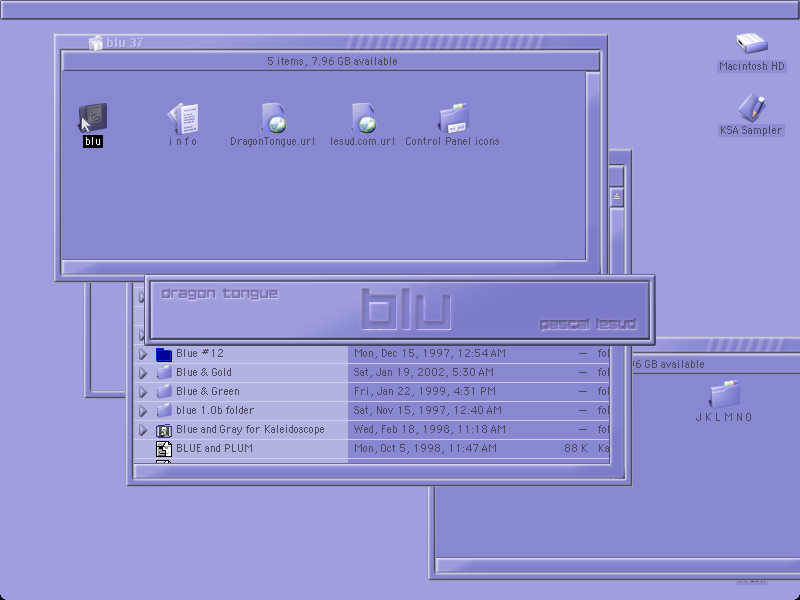 blu 37
5 items, 7.96 GB available
Macintosh HD
KSA Sampler
blu
info
DragonTongue.url
lesud.com.url
Control Panel icons
dragon tongue
blu
pascal lesud
Blue #12 Mon, Dec 15, 1997, 12:54 AM — fol
Blue & Gold Sat, Jan 19, 2002, 5:30 AM — fol
Blue & Green Fri, Jan 22, 1999, 4:31 PM — fol
blue 1.0b folder Sat, Nov 15, 1997, 12:40 AM — fol
Blue and Gray for Kaleidoscope Wed, Feb 18, 1998, 11:18 AM — fol
BLUE and PLUM Mon, Oct 5, 1998, 11:47 AM 88 K Ka
96 GB available
JKLMNO